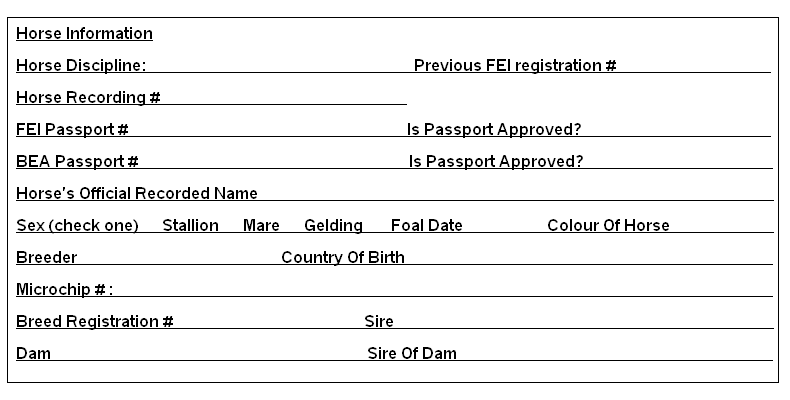 Horse Information
Horse Discipline: Previous FEI registration #
Horse Recording #
FEI Passport # Is Passport Approved?
BEA Passport # Is Passport Approved?
Horse's Official Recorded Name
Sex (check one) Stallion Mare Gelding Foal Date Colour Of Horse
Breeder Country Of Birth
Microchip # :
Breed Registration # Sire
Dam Sire Of Dam